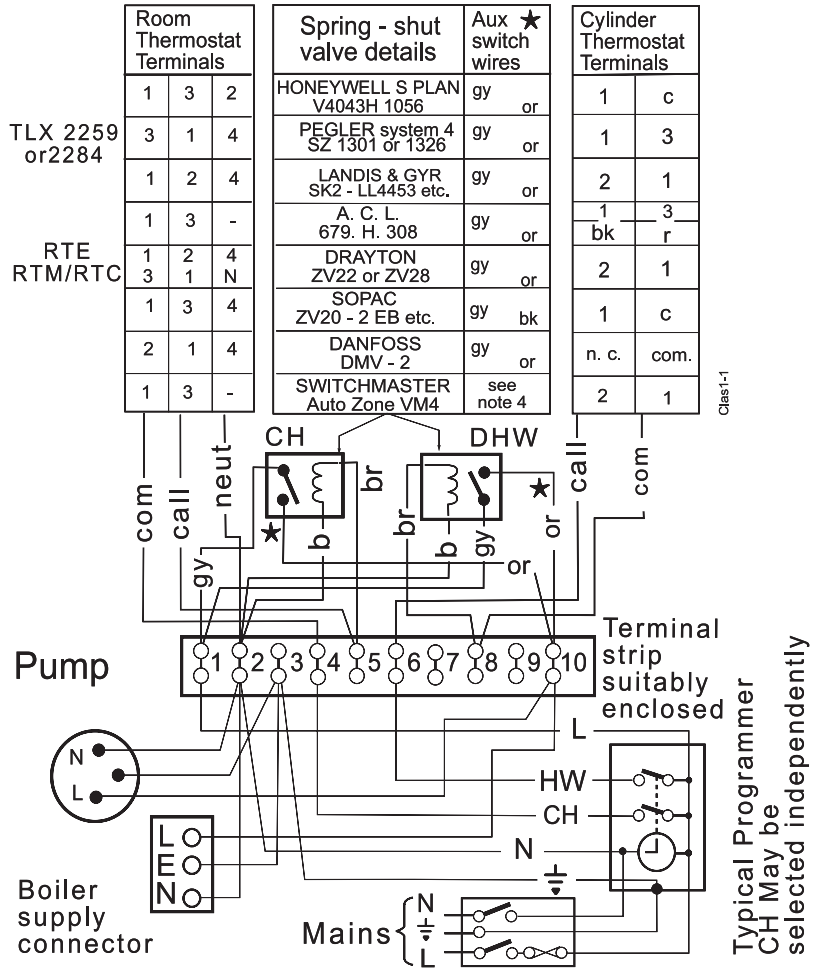 Room
Thermostat
Terminals
Spring - shut
valve details
Aux ★
switch
wires
Cylinder
Thermostat
Terminals
1 3 2
HONEYWELL S PLAN
V4043H 1056
gy or
1 c
TLX 2259
or2284
3 1 4
PEGLER system 4
SZ 1301 or 1326
gy or
1 3
1 2 4
LANDIS & GYR
SK2 - LL4453 etc.
gy or
2 1
1 3 -
A. C. L.
679. H. 308
gy or
1 3
bk r
RTE
RTM/RTC
1 2 4
3 1 N
DRAYTON
ZV22 or ZV28
gy or
2 1
1 3 4
SOPAC
ZV20 - 2 EB etc.
gy bk
1 c
2 1 4
DANFOSS
DMV - 2
gy or
n. c. com.
1 3 -
SWITCHMASTER
Auto Zone VM4
see
note 4
2 1
Clas1-1
CH
DHW
com
call
neut
gy
★
b
br
br
b
gy
★
or
or
call
com
1 2 3 4 5 6 7 8 9 10
Terminal
strip
suitably
enclosed
Pump
N
L
L
HW
CH
N
L
E
N
Boiler
supply
connector
Mains
N
L
Typical Programmer
CH May be
selected independently